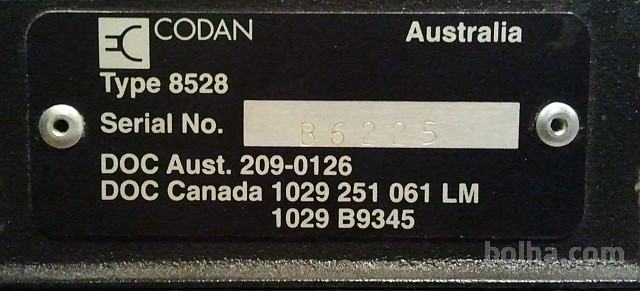 CODAN Australia
Type 8528
Serial No. B6225
DOC Aust. 209-0126
DOC Canada 1029 251 061 LM
1029 B9345
bolha.com